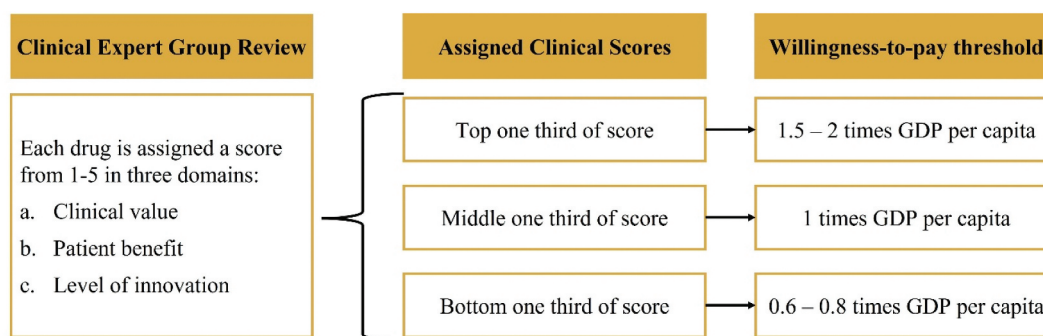 Clinical Expert Group Review
Assigned Clinical Scores
Willingness-to-pay threshold
Each drug is assigned a score
from 1-5 in three domains:
a. Clinical value
b. Patient benefit
c. Level of innovation
Top one third of score
1.5 – 2 times GDP per capita
Middle one third of score
1 times GDP per capita
Bottom one third of score
0.6 – 0.8 times GDP per capita